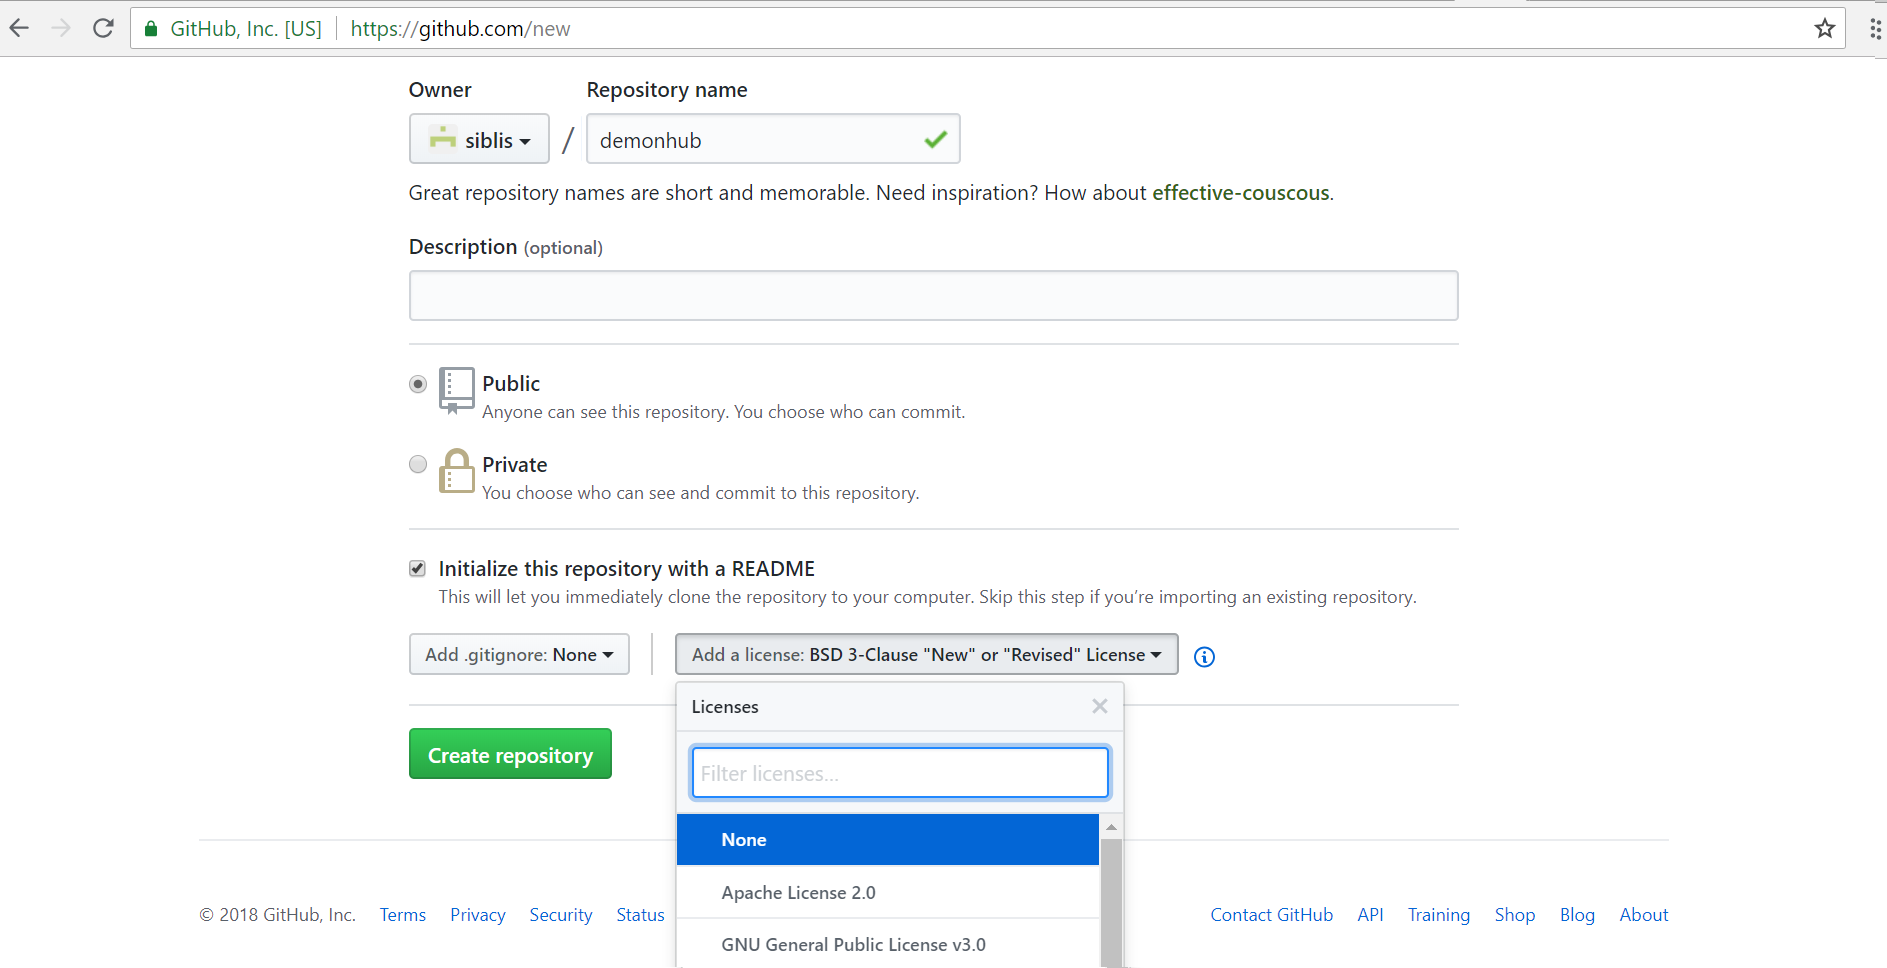 GitHub, Inc. [US] https://github.com/new
Owner Repository name
siblis / demonhub
Great repository names are short and memorable. Need inspiration? How about effective-couscous.
Description (optional)
Public
Anyone can see this repository. You choose who can commit.
Private
You choose who can see and commit to this repository.
Initialize this repository with a README
This will let you immediately clone the repository to your computer. Skip this step if you’re importing an existing repository.
Add .gitignore: None Add a license: BSD 3-Clause "New" or "Revised" License
Licenses
Create repository
Filter licenses...
None
Apache License 2.0
© 2018 GitHub, Inc. Terms Privacy Security Status Contact GitHub API Training Shop Blog About
GNU General Public License v3.0